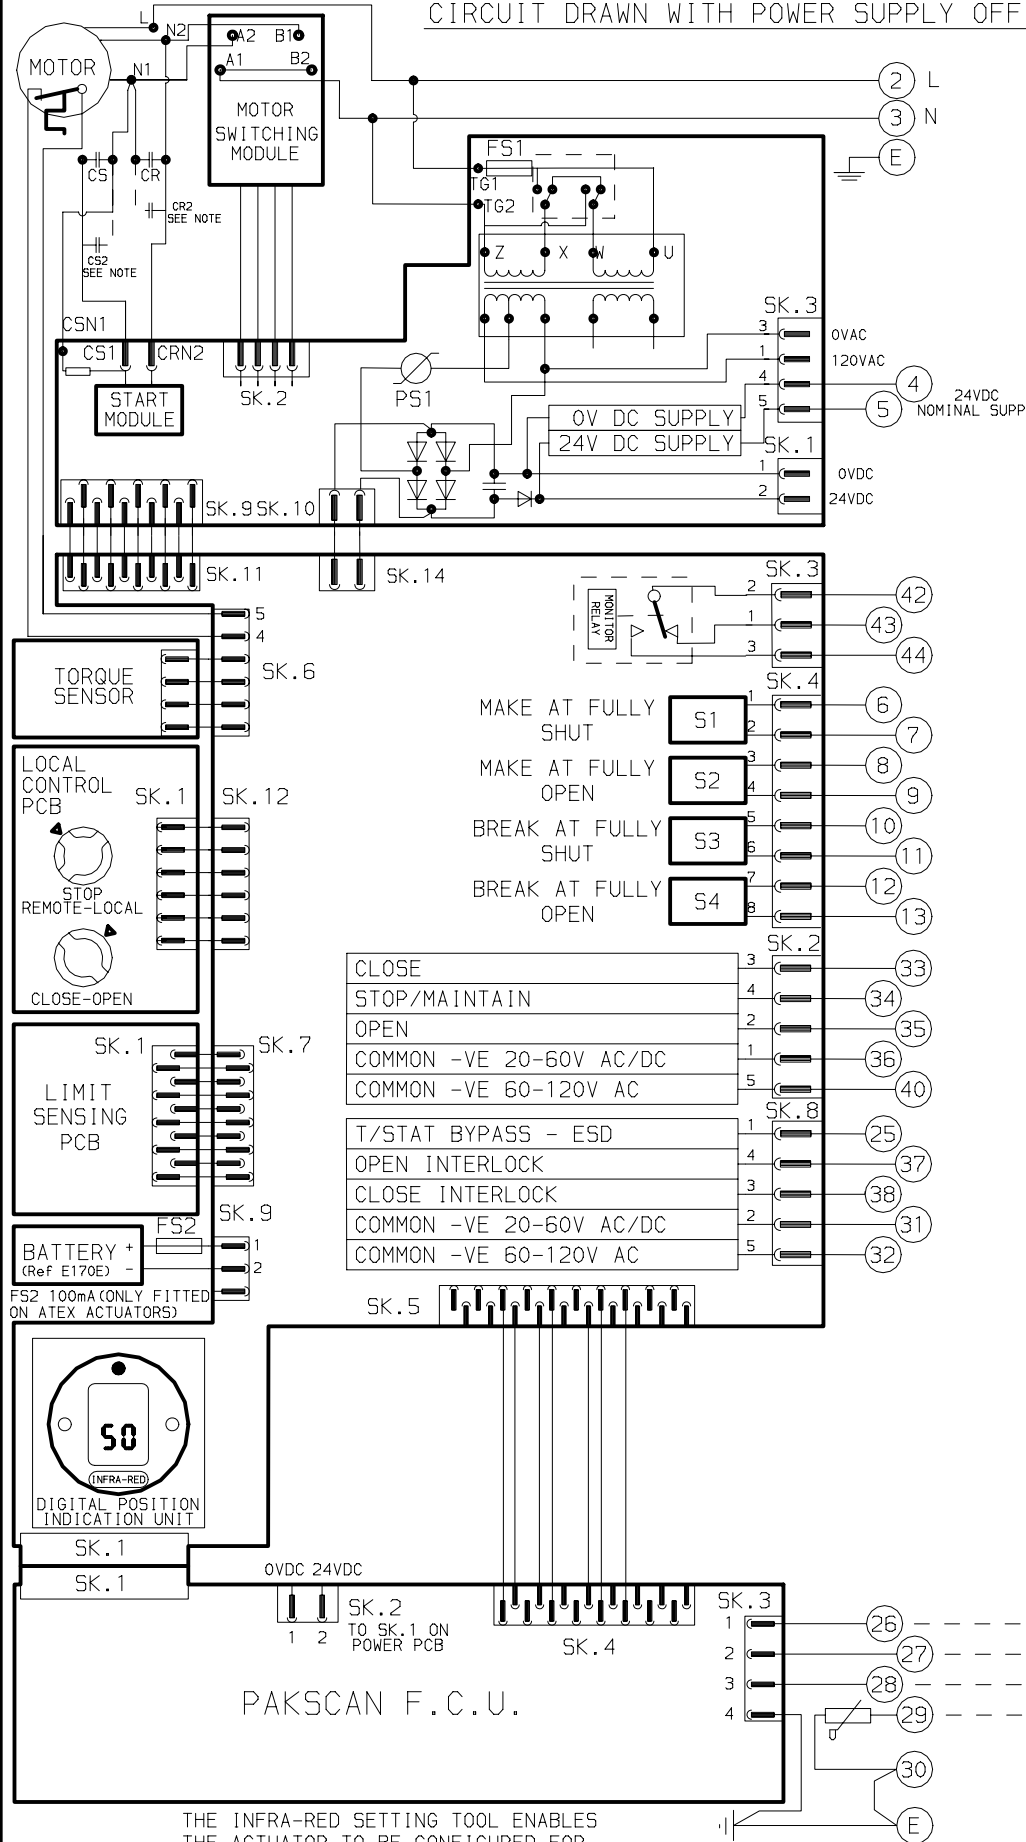 CIRCUIT DRAWN WITH POWER SUPPLY OFF
L
N2
A2 B1
A1 B2
MOTOR
N1
MOTOR
SWITCHING
MODULE
2 L
3 N
E
FS1
TG1
TG2
CS CR
CR2
SEE NOTE
CS2
SEE NOTE
Z X W U
CSN1
CS1 CRN2
START
MODULE
SK.2
PS1
SK.3
3 0VAC
1 120VAC
4 4
5 5
24VDC
NOMINAL SUPP
0V DC SUPPLY
24V DC SUPPLY
SK.1
1 0VDC
2 24VDC
SK.9 SK.10
SK.11
SK.14
MONITOR
RELAY
SK.3
2 42
1 43
3 44
5
4
SK.6
TORQUE
SENSOR
SK.4
MAKE AT FULLY
SHUT
S1
1 6
2 7
MAKE AT FULLY
OPEN
S2
3 8
4 9
BREAK AT FULLY
SHUT
S3
5 10
6 11
BREAK AT FULLY
OPEN
S4
7 12
8 13
LOCAL
CONTROL
PCB
SK.1 SK.12
STOP
REMOTE-LOCAL
CLOSE-OPEN
SK.2
CLOSE 3 33
STOP/MAINTAIN 4 34
OPEN 2 35
COMMON -VE 20-60V AC/DC 1 36
COMMON -VE 60-120V AC 5 40
SK.8
T/STAT BYPASS - ESD 1 25
OPEN INTERLOCK 4 37
CLOSE INTERLOCK 3 38
COMMON -VE 20-60V AC/DC 2 31
COMMON -VE 60-120V AC 5 32
SK.1 SK.7
LIMIT
SENSING
PCB
SK.9
FS2
BATTERY + 1
(Ref E170E) - 2
FS2 100mA(ONLY FITTED
ON ATEX ACTUATORS)
SK.5
50
INFRA-RED
DIGITAL POSITION
INDICATION UNIT
SK.1
SK.1
0VDC 24VDC
SK.2
1 2
TO SK.1 ON
POWER PCB
SK.4
SK.3
1 26
2 27
3 28
4 29
30
E
PAKSCAN F.C.U.
THE INFRA-RED SETTING TOOL ENABLES
THE ACTUATOR TO BE CONFIGURED FOR